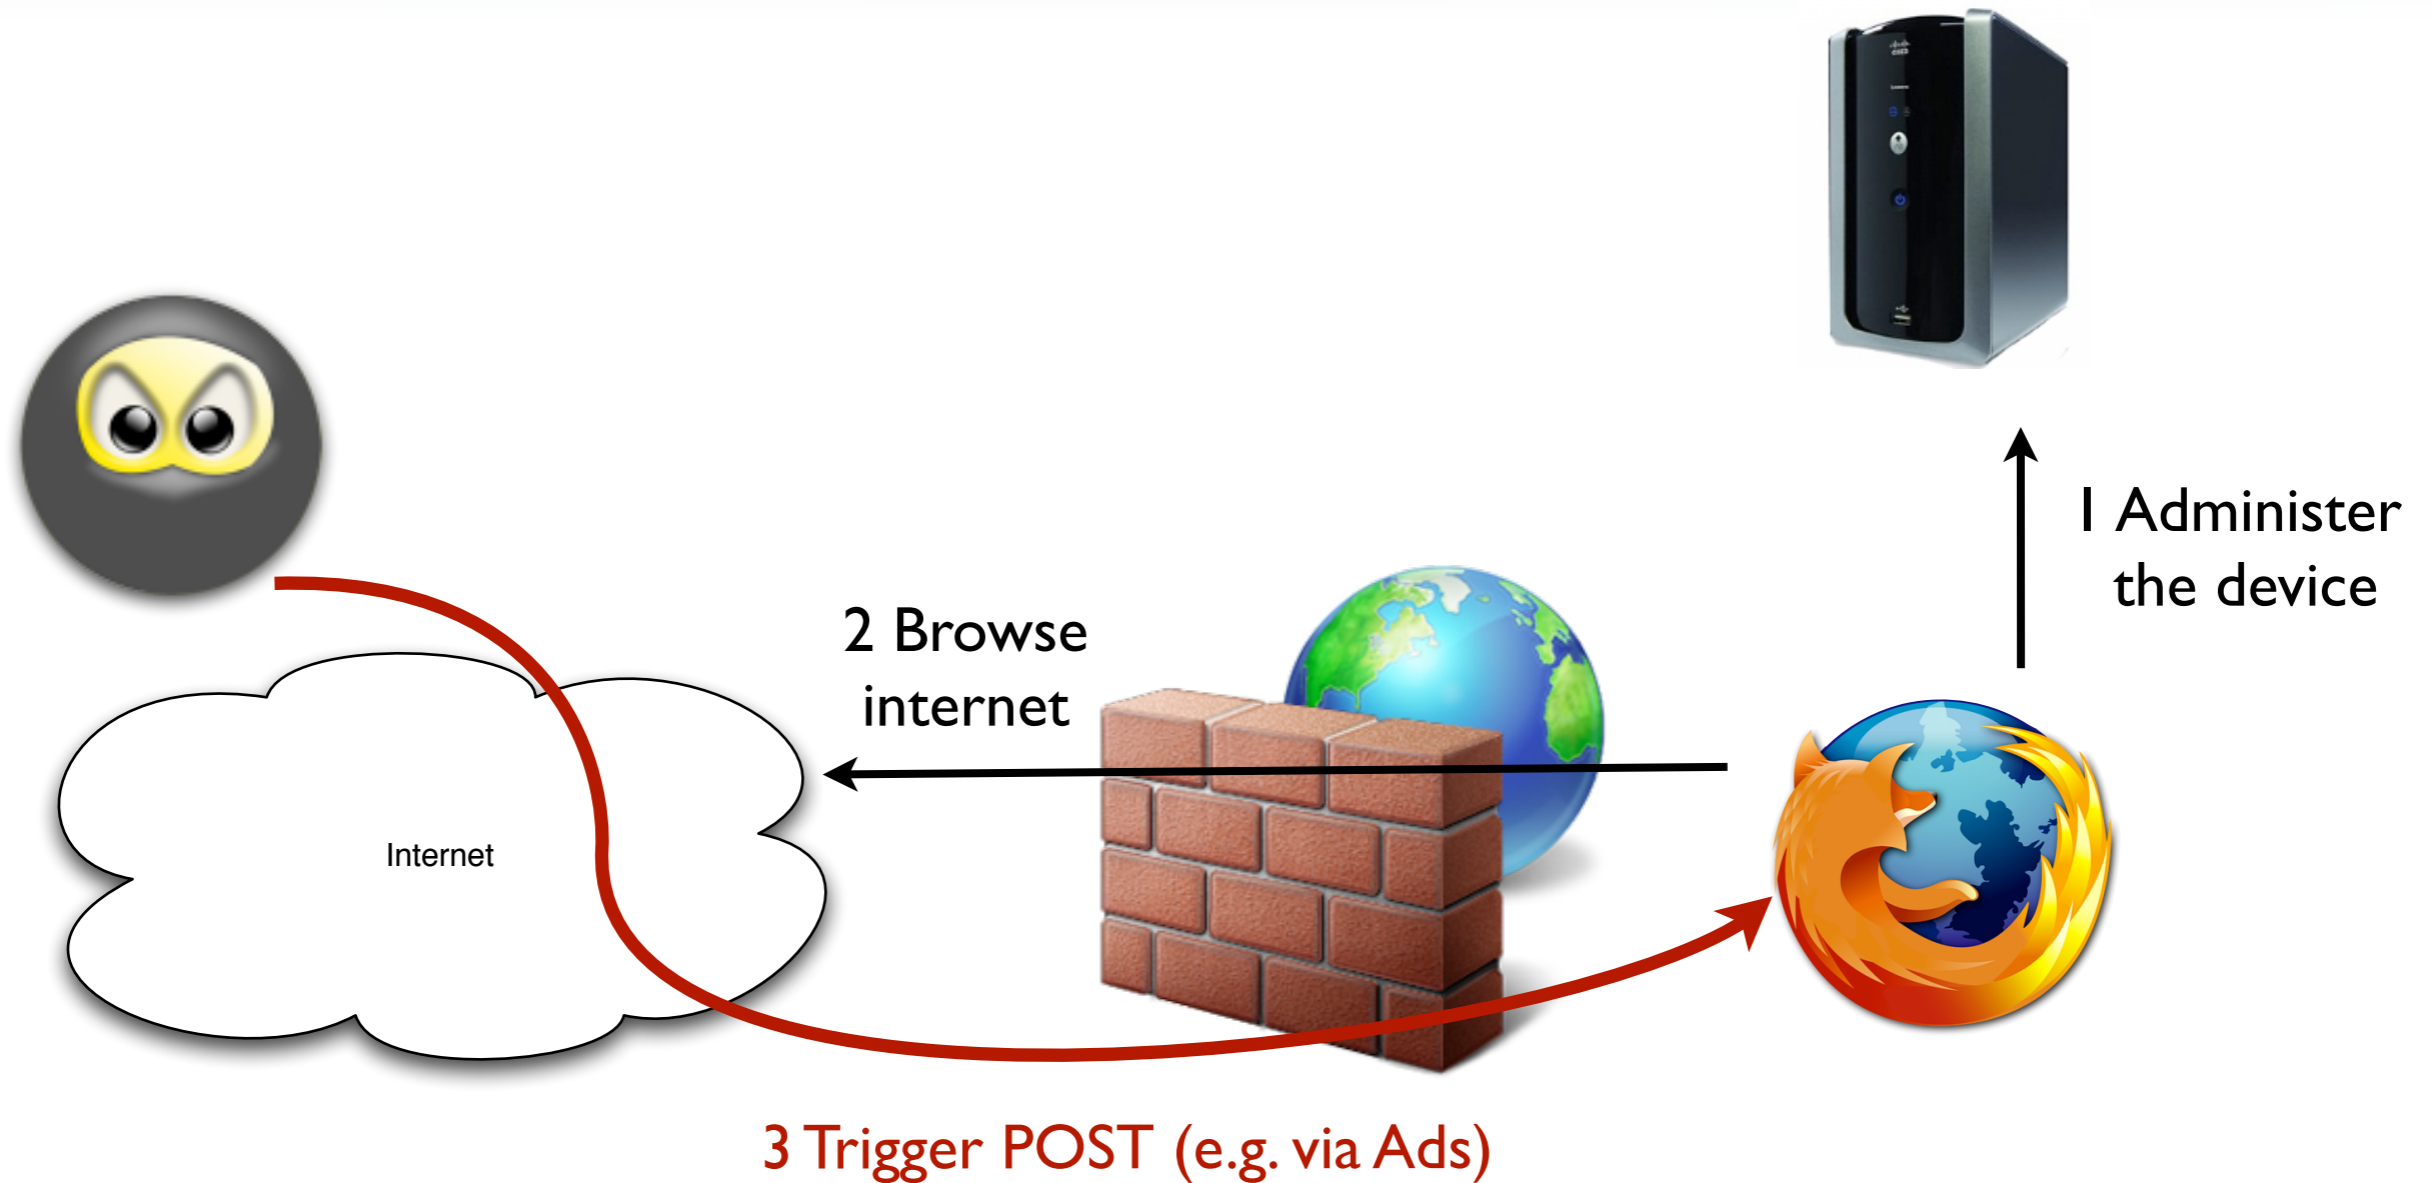 1 Administer
the device
2 Browse
internet
Internet
3 Trigger POST (e.g. via Ads)